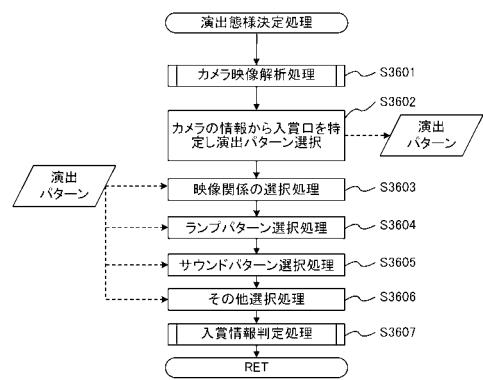 演出態様決定処理
カメラ映像解析処理
S3601
S3602
カメラの情報から入賞口を特
定し演出パターン選択
演出
パターン
演出
パターン
映像関係の選択処理
S3603
ランプパターン選択処理
S3604
サウンドパターン選択処理
S3605
その他選択処理
S3606
入賞情報判定処理
S3607
RET